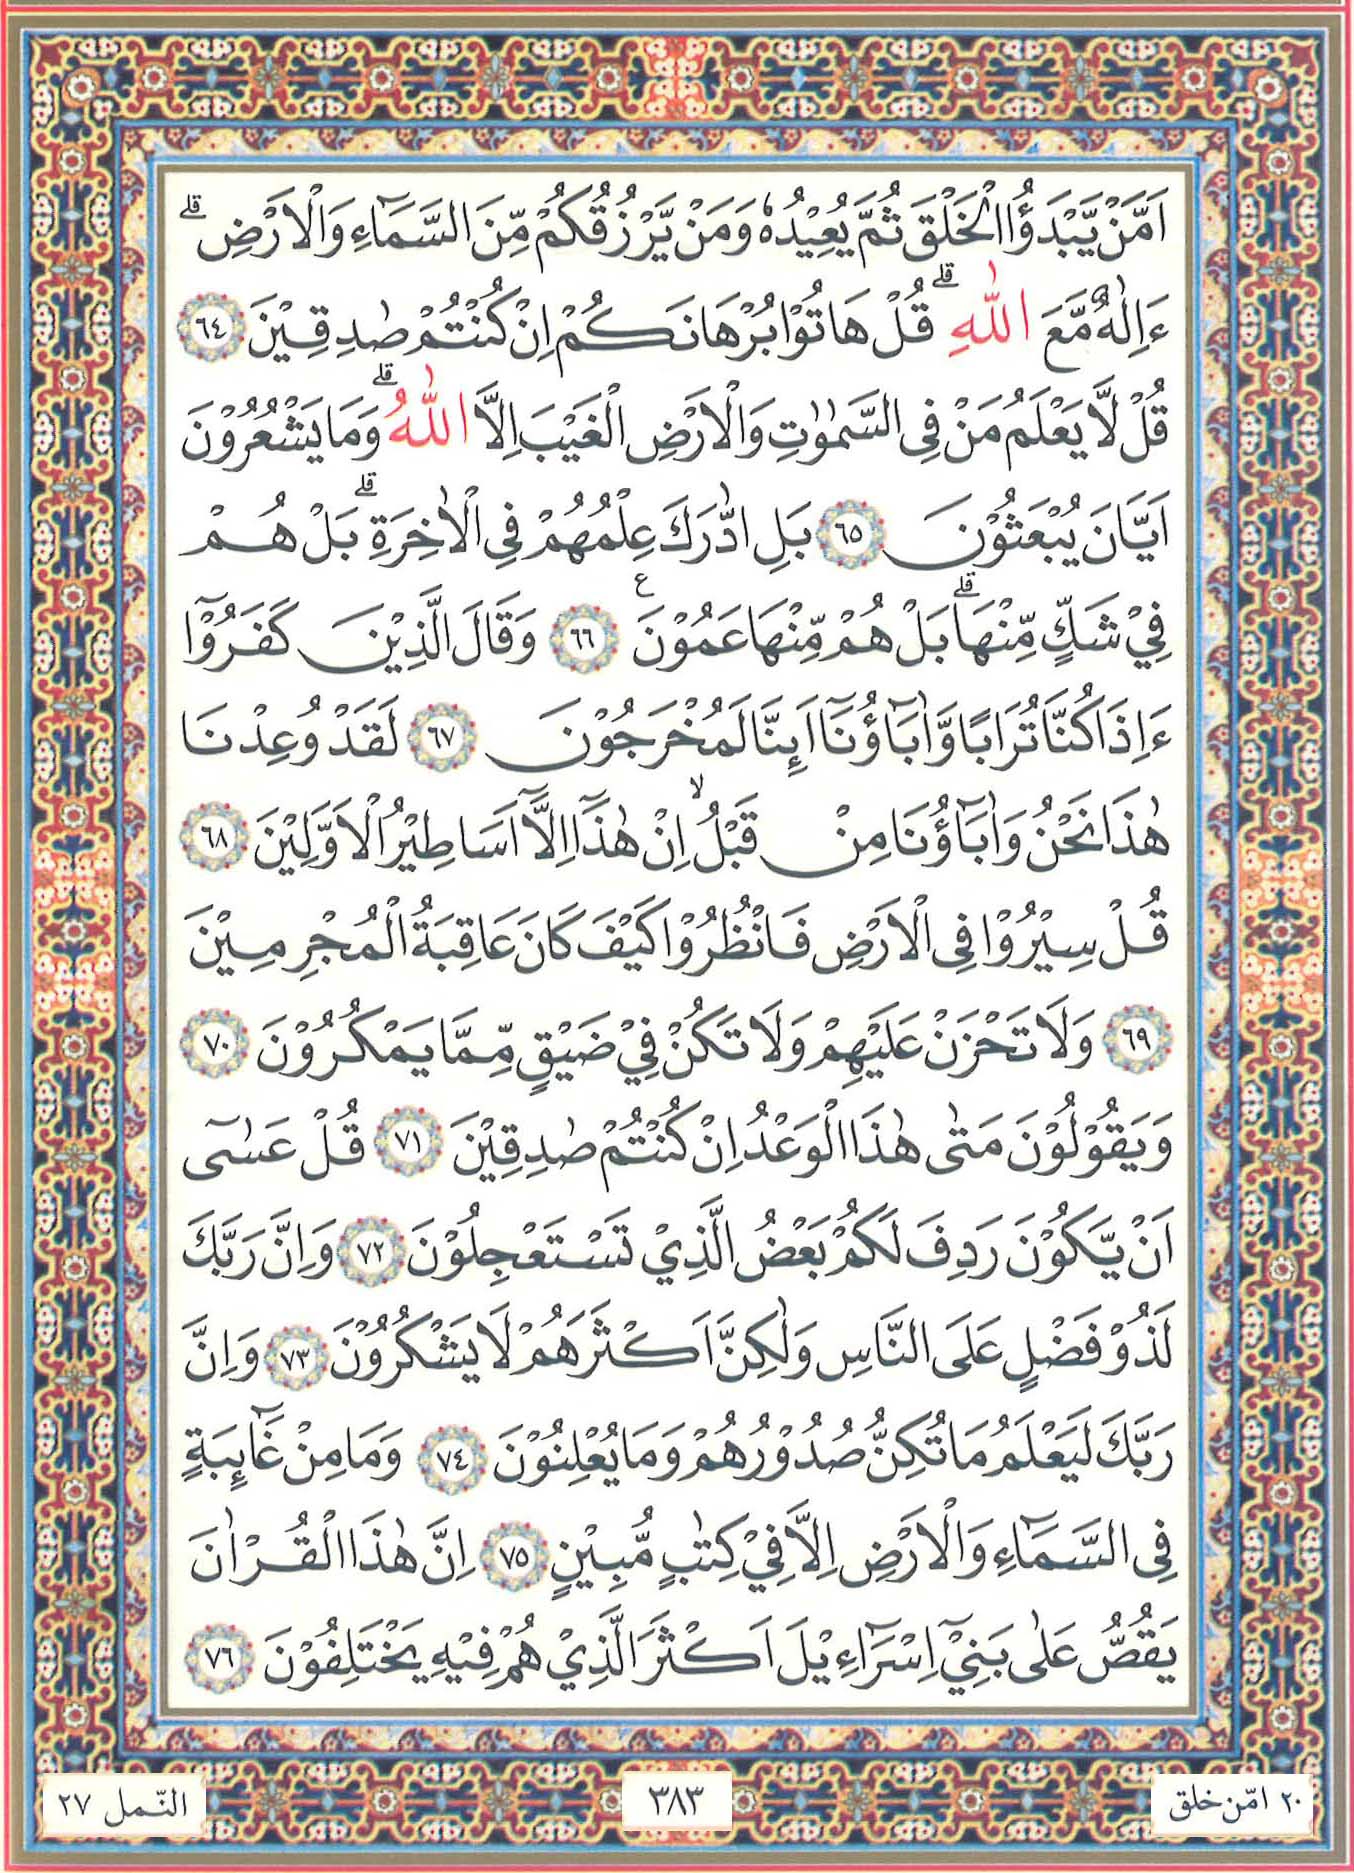 اَمَّنْ يَّبْدَؤُا الْخَلْقَ ثُمَّ يُعِيْدُهٗ وَمَنْ يَّرْزُقُكُمْ مِّنَ السَّمَآءِ وَالْاَرْضِ ۗ
ءَاِلٰهٌ مَّعَ اللّٰهِ ۗ قُلْ هَاتُوْا بُرْهَانَكُمْ اِنْ كُنْتُمْ صٰدِقِيْنَ ٦٤
قُلْ لَّا يَعْلَمُ مَنْ فِى السَّمٰوٰتِ وَالْاَرْضِ الْغَيْبَ اِلَّا اللّٰهُ ۗ وَمَا يَشْعُرُوْنَ
اَيَّانَ يُبْعَثُوْنَ ٦٥ بَلِ ادّٰرَكَ عِلْمُهُمْ فِى الْاٰخِرَةِ ۗ بَلْ هُمْ
فِيْ شَكٍّ مِّنْهَا ۗ بَلْ هُمْ مِّنْهَا عَمُوْنَ ع ٦٦ وَقَالَ الَّذِيْنَ كَفَرُوْٓا
ءَاِذَا كُنَّا تُرَابًا وَّاٰبَآؤُنَآ اَىِٕنَّا لَمُخْرَجُوْنَ ٦٧ لَقَدْ وُعِدْنَا
هٰذَا نَحْنُ وَاٰبَآؤُنَا مِنْ قَبْلُ ۙ اِنْ هٰذَآ اِلَّآ اَسَاطِيْرُ الْاَوَّلِيْنَ ٦٨
قُلْ سِيْرُوْا فِى الْاَرْضِ فَانْظُرُوْا كَيْفَ كَانَ عَاقِبَةُ الْمُجْرِمِيْنَ
٦٩ وَلَا تَحْزَنْ عَلَيْهِمْ وَلَا تَكُنْ فِيْ ضَيْقٍ مِّمَّا يَمْكُرُوْنَ ٧٠
وَيَقُوْلُوْنَ مَتٰى هٰذَا الْوَعْدُ اِنْ كُنْتُمْ صٰدِقِيْنَ ٧١ قُلْ عَسٰٓى
اَنْ يَّكُوْنَ رَدِفَ لَكُمْ بَعْضُ الَّذِيْ تَسْتَعْجِلُوْنَ ٧٢ وَاِنَّ رَبَّكَ
لَذُوْ فَضْلٍ عَلَى النَّاسِ وَلٰكِنَّ اَكْثَرَهُمْ لَا يَشْكُرُوْنَ ٧٣ وَاِنَّ
رَبَّكَ لَيَعْلَمُ مَا تُكِنُّ صُدُوْرُهُمْ وَمَا يُعْلِنُوْنَ ٧٤ وَمَا مِنْ غَآىِٕبَةٍ
فِى السَّمَآءِ وَالْاَرْضِ اِلَّا فِيْ كِتٰبٍ مُّبِيْنٍ ٧٥ اِنَّ هٰذَا الْقُرْاٰنَ
يَقُصُّ عَلٰى بَنِيْٓ اِسْرَآءِيْلَ اَكْثَرَ الَّذِيْ هُمْ فِيْهِ يَخْتَلِفُوْنَ ٧٦
٢٠ امّن خلق
٣٨٣
النّمل ٢٧